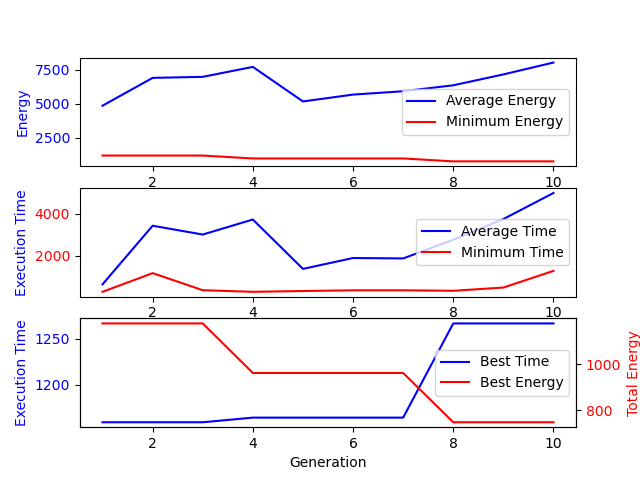 7500
5000
2500
Energy
Average Energy
Minimum Energy
2 4 6 8 10
4000
2000
Execution Time
Average Time
Minimum Time
2 4 6 8 10
1250
1200
Execution Time
Best Time
Best Energy
1000
800
Total Energy
2 4 6 8 10
Generation